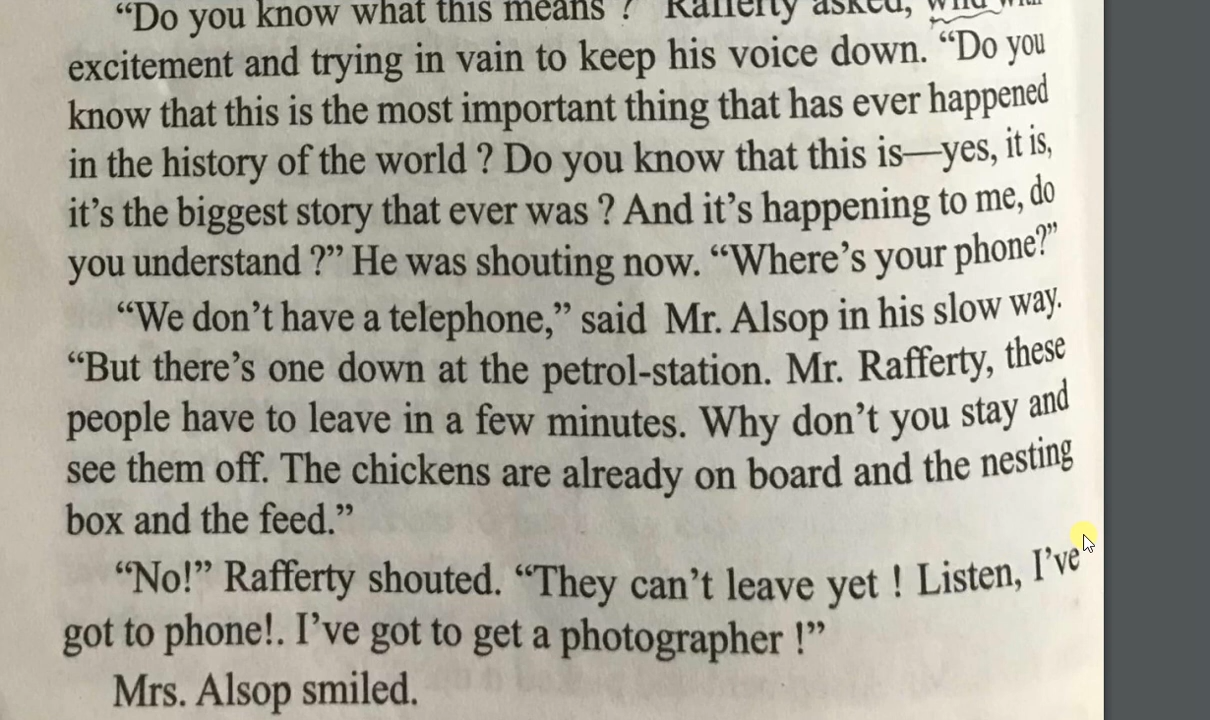 “Do you know what this means ? Rafferty asked, wild with
excitement and trying in vain to keep his voice down. “Do you
know that this is the most important thing that has ever happened
in the history of the world ? Do you know that this is—yes, it is,
it’s the biggest story that ever was ? And it’s happening to me, do
you understand ?” He was shouting now. “Where’s your phone?”
“We don’t have a telephone,” said Mr. Alsop in his slow way.
“But there’s one down at the petrol-station. Mr. Rafferty, these
people have to leave in a few minutes. Why don’t you stay and
see them off. The chickens are already on board and the nesting
box and the feed.”
“No!” Rafferty shouted. “They can’t leave yet ! Listen, I’ve
got to phone!. I’ve got to get a photographer !”
Mrs. Alsop smiled.